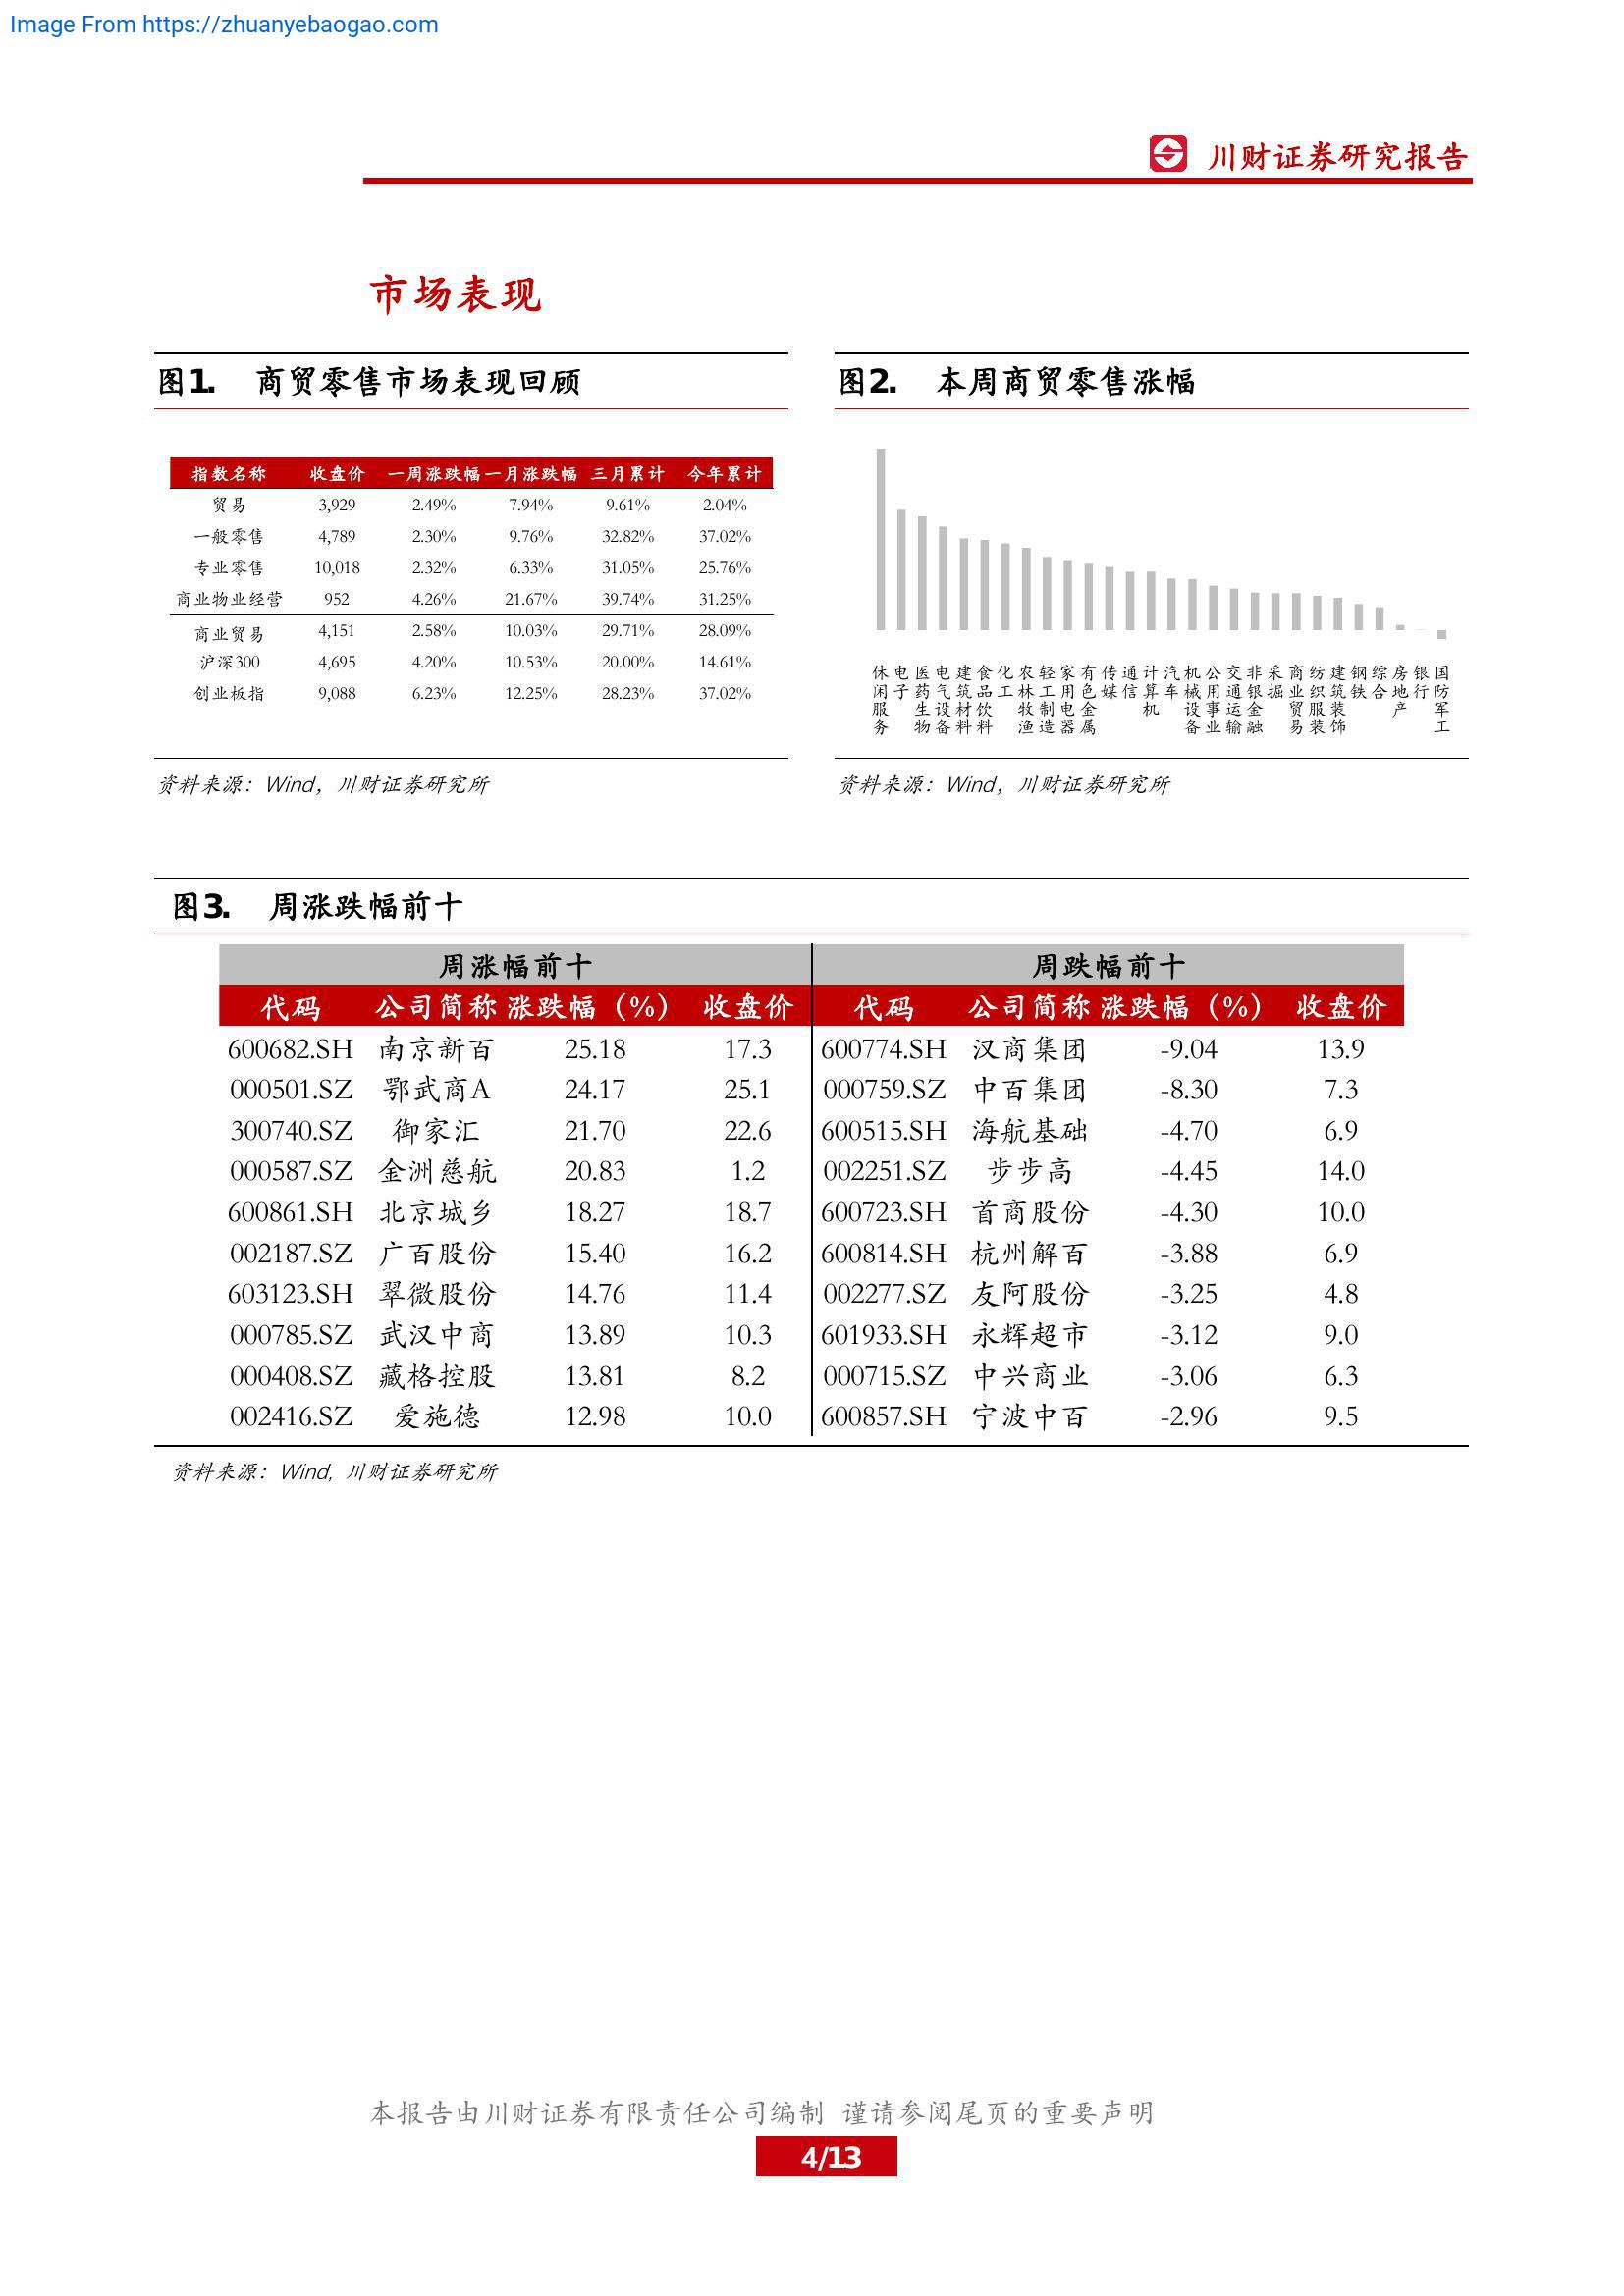 Image From https://zhuanyebaogao.com
川财证券研究报告
市场表现
图1. 商贸零售市场表现回顾
指数名称 收盘价 一周涨跌幅 一月涨跌幅 三月累计 今年累计
贸易 3,929 2.49% 7.94% 9.61% 2.04%
一般零售 4,789 2.30% 9.76% 32.82% 37.02%
专业零售 10,018 2.32% 6.33% 31.05% 25.76%
商业物业经营 952 4.26% 21.67% 39.74% 31.25%
商业贸易 4,151 2.58% 10.03% 29.71% 28.09%
沪深300 4,695 4.20% 10.53% 20.00% 14.61%
创业板指 9,088 6.23% 12.25% 28.23% 37.02%
资料来源：Wind，川财证券研究所
图2. 本周商贸零售涨幅
休闲服务
电子
医药生物
电气设备
建筑材料
食品饮料
化工
农林牧渔
轻工制造
家用电器
有色金属
传媒
通信
计算机
汽车
机械设备
公用事业
交通运输
非银金融
采掘
商业贸易
纺织服装
建筑装饰
钢铁
综合
房地产
银行
国防军工
资料来源：Wind，川财证券研究所
图3. 周涨跌幅前十
周涨幅前十 周跌幅前十
代码 公司简称 涨跌幅（%） 收盘价 代码 公司简称 涨跌幅（%） 收盘价
600682.SH 南京新百 25.18 17.3 600774.SH 汉商集团 -9.04 13.9
000501.SZ 鄂武商A 24.17 25.1 000759.SZ 中百集团 -8.30 7.3
300740.SZ 御家汇 21.70 22.6 600515.SH 海航基础 -4.70 6.9
000587.SZ 金洲慈航 20.83 1.2 002251.SZ 步步高 -4.45 14.0
600861.SH 北京城乡 18.27 18.7 600723.SH 首商股份 -4.30 10.0
002187.SZ 广百股份 15.40 16.2 600814.SH 杭州解百 -3.88 6.9
603123.SH 翠微股份 14.76 11.4 002277.SZ 友阿股份 -3.25 4.8
000785.SZ 武汉中商 13.89 10.3 601933.SH 永辉超市 -3.12 9.0
000408.SZ 藏格控股 13.81 8.2 000715.SZ 中兴商业 -3.06 6.3
002416.SZ 爱施德 12.98 10.0 600857.SH 宁波中百 -2.96 9.5
资料来源：Wind, 川财证券研究所
本报告由川财证券有限责任公司编制 谨请参阅尾页的重要声明
4/13